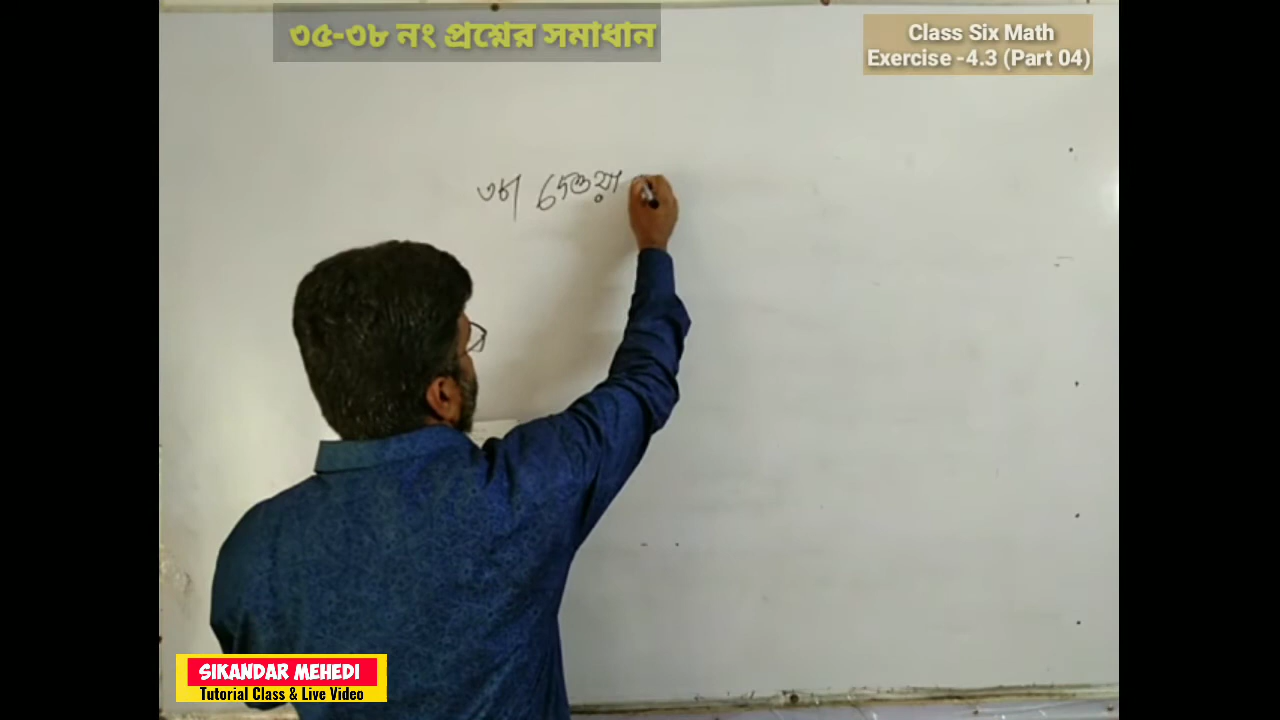 ৩৫-৩৮ নং প্রশ্নের সমাধান
Class Six Math
Exercise -4.3 (Part 04)
৩৮। দেওয়া
SIKANDAR MEHEDI
Tutorial Class & Live Video